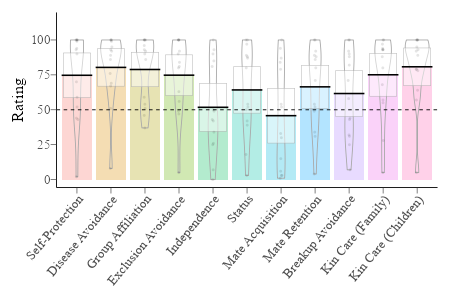 100
75
50
25
0
Rating
Self-Protection
Disease Avoidance
Group Affiliation
Exclusion Avoidance
Independence
Status
Mate Acquisition
Mate Retention
Breakup Avoidance
Kin Care (Family)
Kin Care (Children)